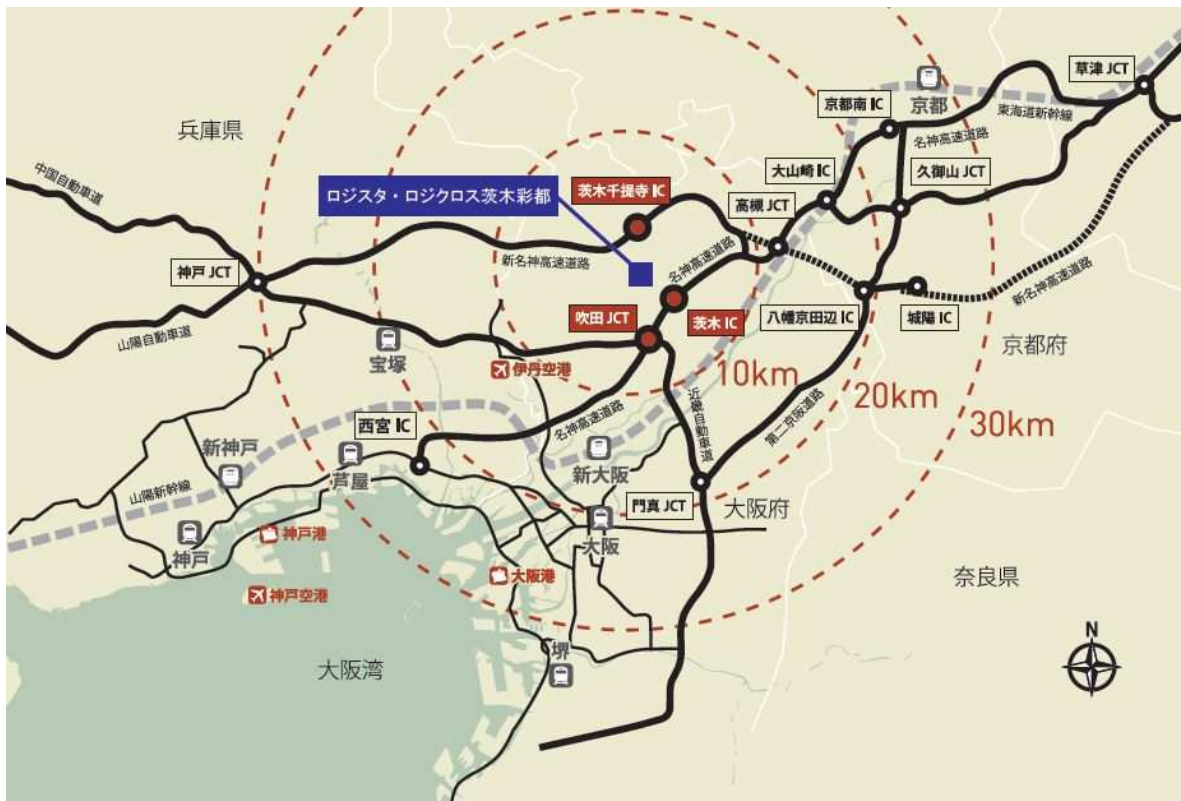 草津 JCT
京都南 IC
京都
東海道新幹線
兵庫県
名神高速道路
中国自動車道
大山崎 IC
久御山 JCT
ロジスタ・ロジクロス茨木彩都
茨木千提寺 IC
高槻 JCT
新名神高速道路
名神高速道路
神戸 JCT
新名神高速道路
吹田 JCT
茨木 IC
八幡京田辺 IC
城陽 IC
山陽自動車道
京都府
宝塚
伊丹空港
10km
20km
30km
近畿自動車道
第二京阪道路
名神高速道路
西宮 IC
新神戸
芦屋
新大阪
山陽新幹線
門真 JCT
大阪府
神戸
神戸港
大阪
大阪港
奈良県
神戸空港
N
大阪湾
堺